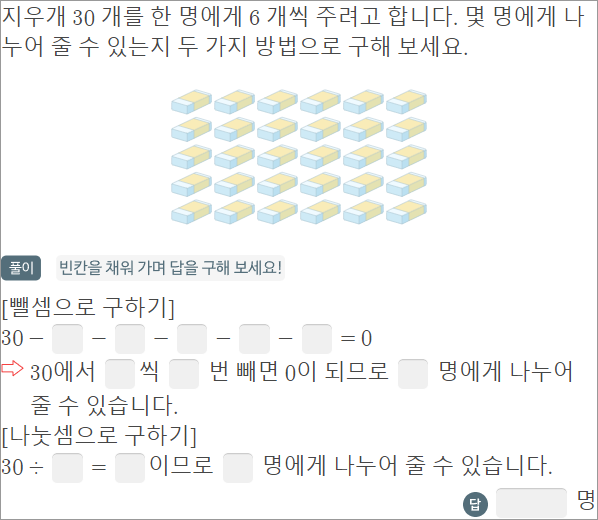 지우개 30 개를 한 명에게 6 개씩 주려고 합니다. 몇 명에게 나
누어 줄 수 있는지 두 가지 방법으로 구해 보세요.
풀이 빈칸을 채워 가며 답을 구해 보세요!
[뺄셈으로 구하기]
30 − − − − − = 0
⇨ 30에서 씩 번 빼면 0이 되므로 명에게 나누어
줄 수 있습니다.
[나눗셈으로 구하기]
30 ÷ = 이므로 명에게 나누어 줄 수 있습니다.
답 명